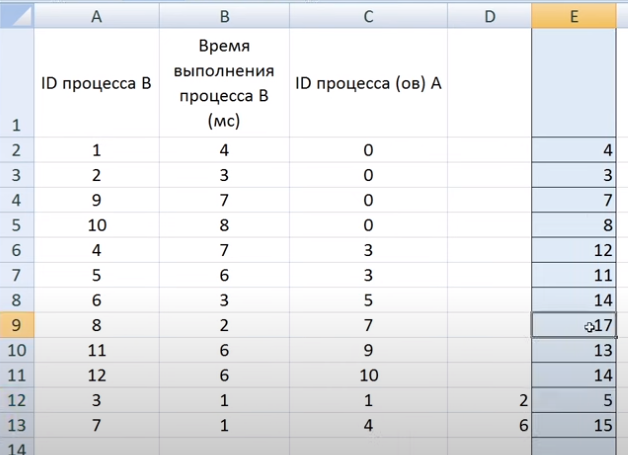 A B C D E
1 ID процесса B Время выполнения процесса B (мс) ID процесса (ов) A
2 1 4 0 4
3 2 3 0 3
4 9 7 0 7
5 10 8 0 8
6 4 7 3 12
7 5 6 3 11
8 6 3 5 14
9 8 2 7 17
10 11 6 9 13
11 12 6 10 14
12 3 1 1 2 5
13 7 1 4 6 15
14